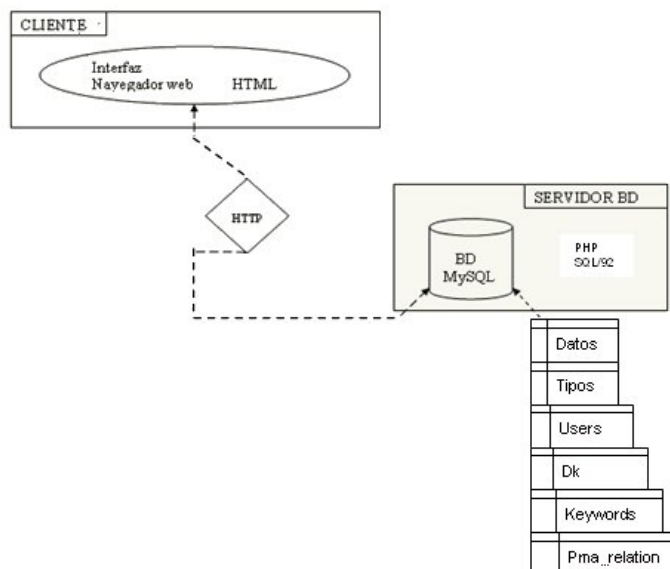 CLIENTE
Interfaz
Navegador web HTML
HTTP
SERVIDOR BD
BD
MySQL
PHP
SQL/92
Datos
Tipos
Users
Dk
Keywords
Pma_relation